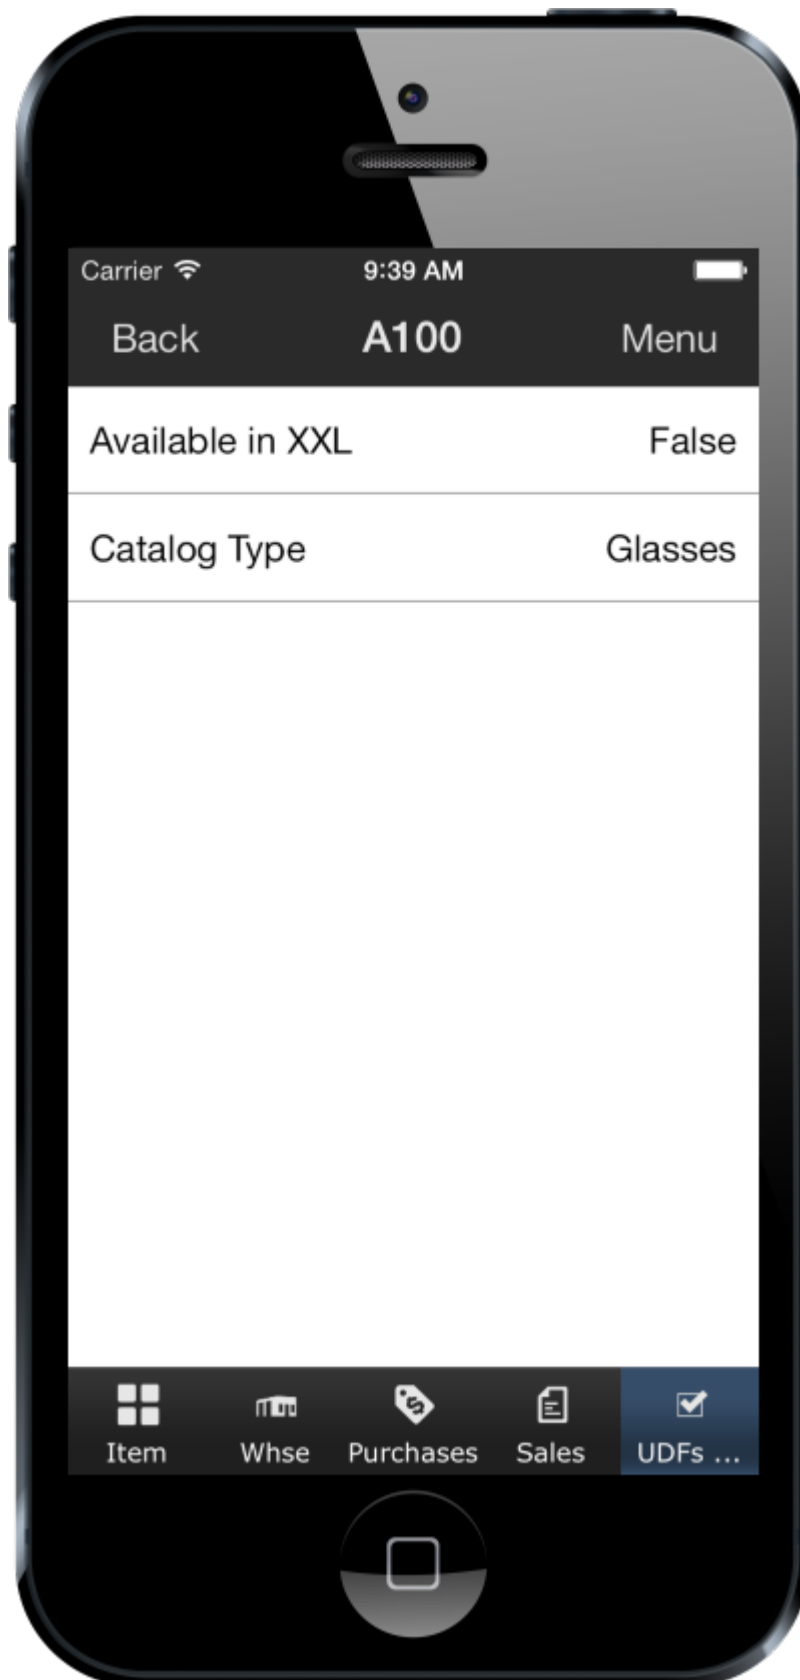 Carrier 9:39 AM
Back A100 Menu
Available in XXL False
Catalog Type Glasses
Item Whse Purchases Sales UDFs ...